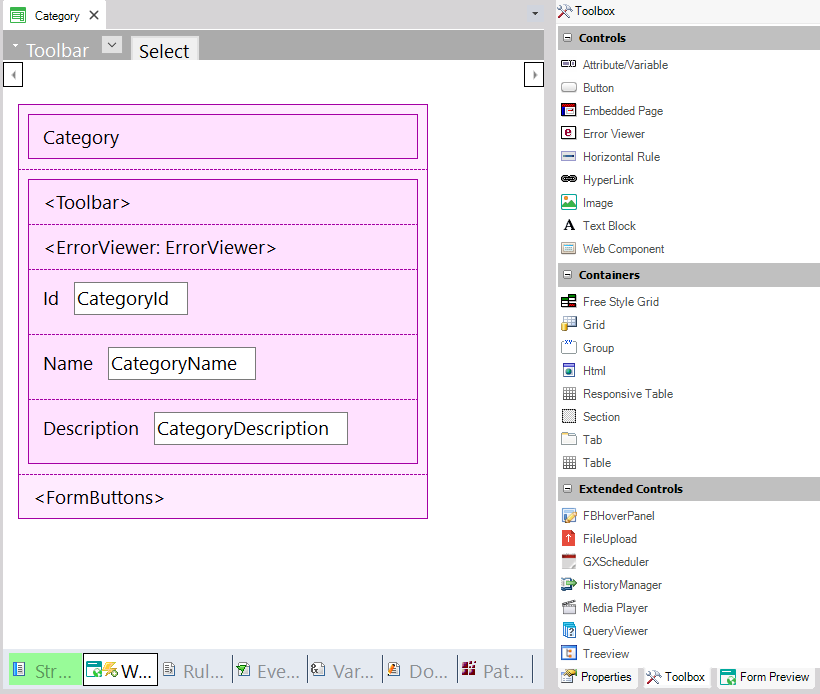 Category
Toolbar Select
Category
<Toolbar>
<ErrorViewer: ErrorViewer>
Id CategoryId
Name CategoryName
Description CategoryDescription
<FormButtons>
Str... W... Rul... Eve... Var... Do... Pat...
Toolbox
Controls
Attribute/Variable
Button
Embedded Page
Error Viewer
Horizontal Rule
HyperLink
Image
Text Block
Web Component
Containers
Free Style Grid
Grid
Group
Html
Responsive Table
Section
Tab
Table
Extended Controls
FBHoverPanel
FileUpload
GXScheduler
HistoryManager
Media Player
QueryViewer
Treeview
Properties Toolbox Form Preview